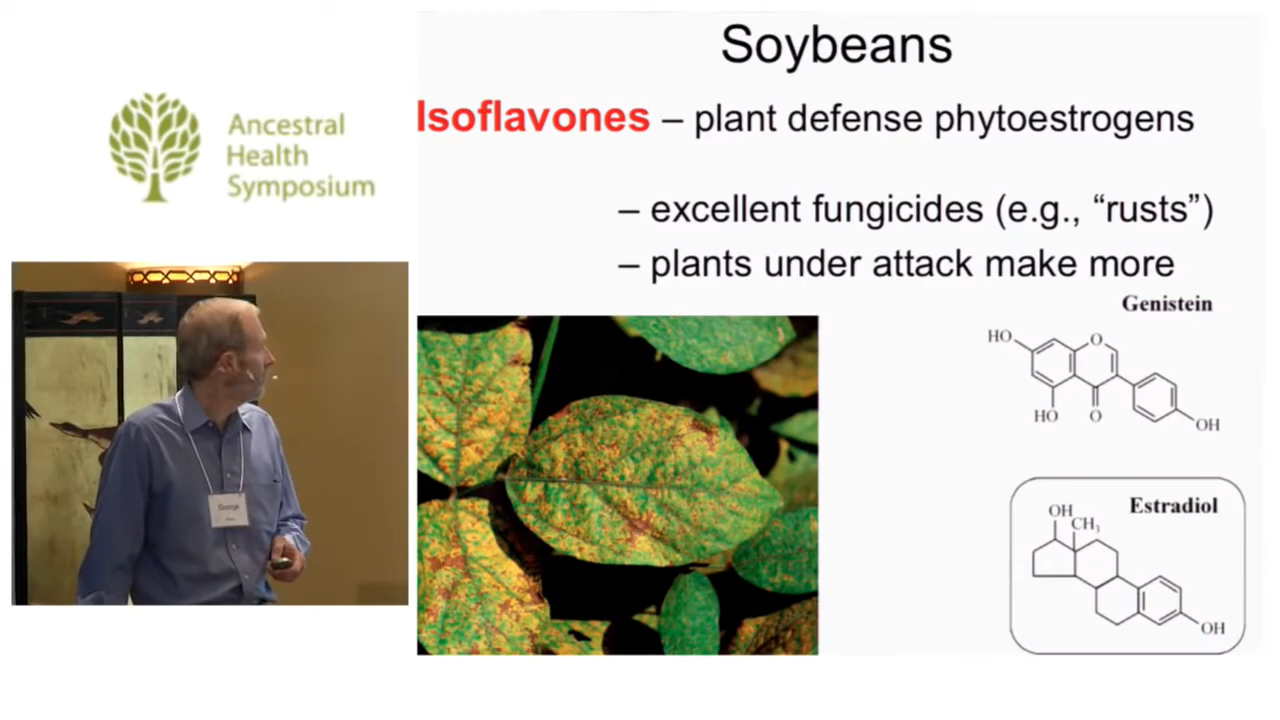 Soybeans
Isoflavones – plant defense phytoestrogens
– excellent fungicides (e.g., “rusts”)
– plants under attack make more
Ancestral
Health
Symposium
George
Genistein
HO
O
HO
O
OH
Estradiol
OH
CH3
OH